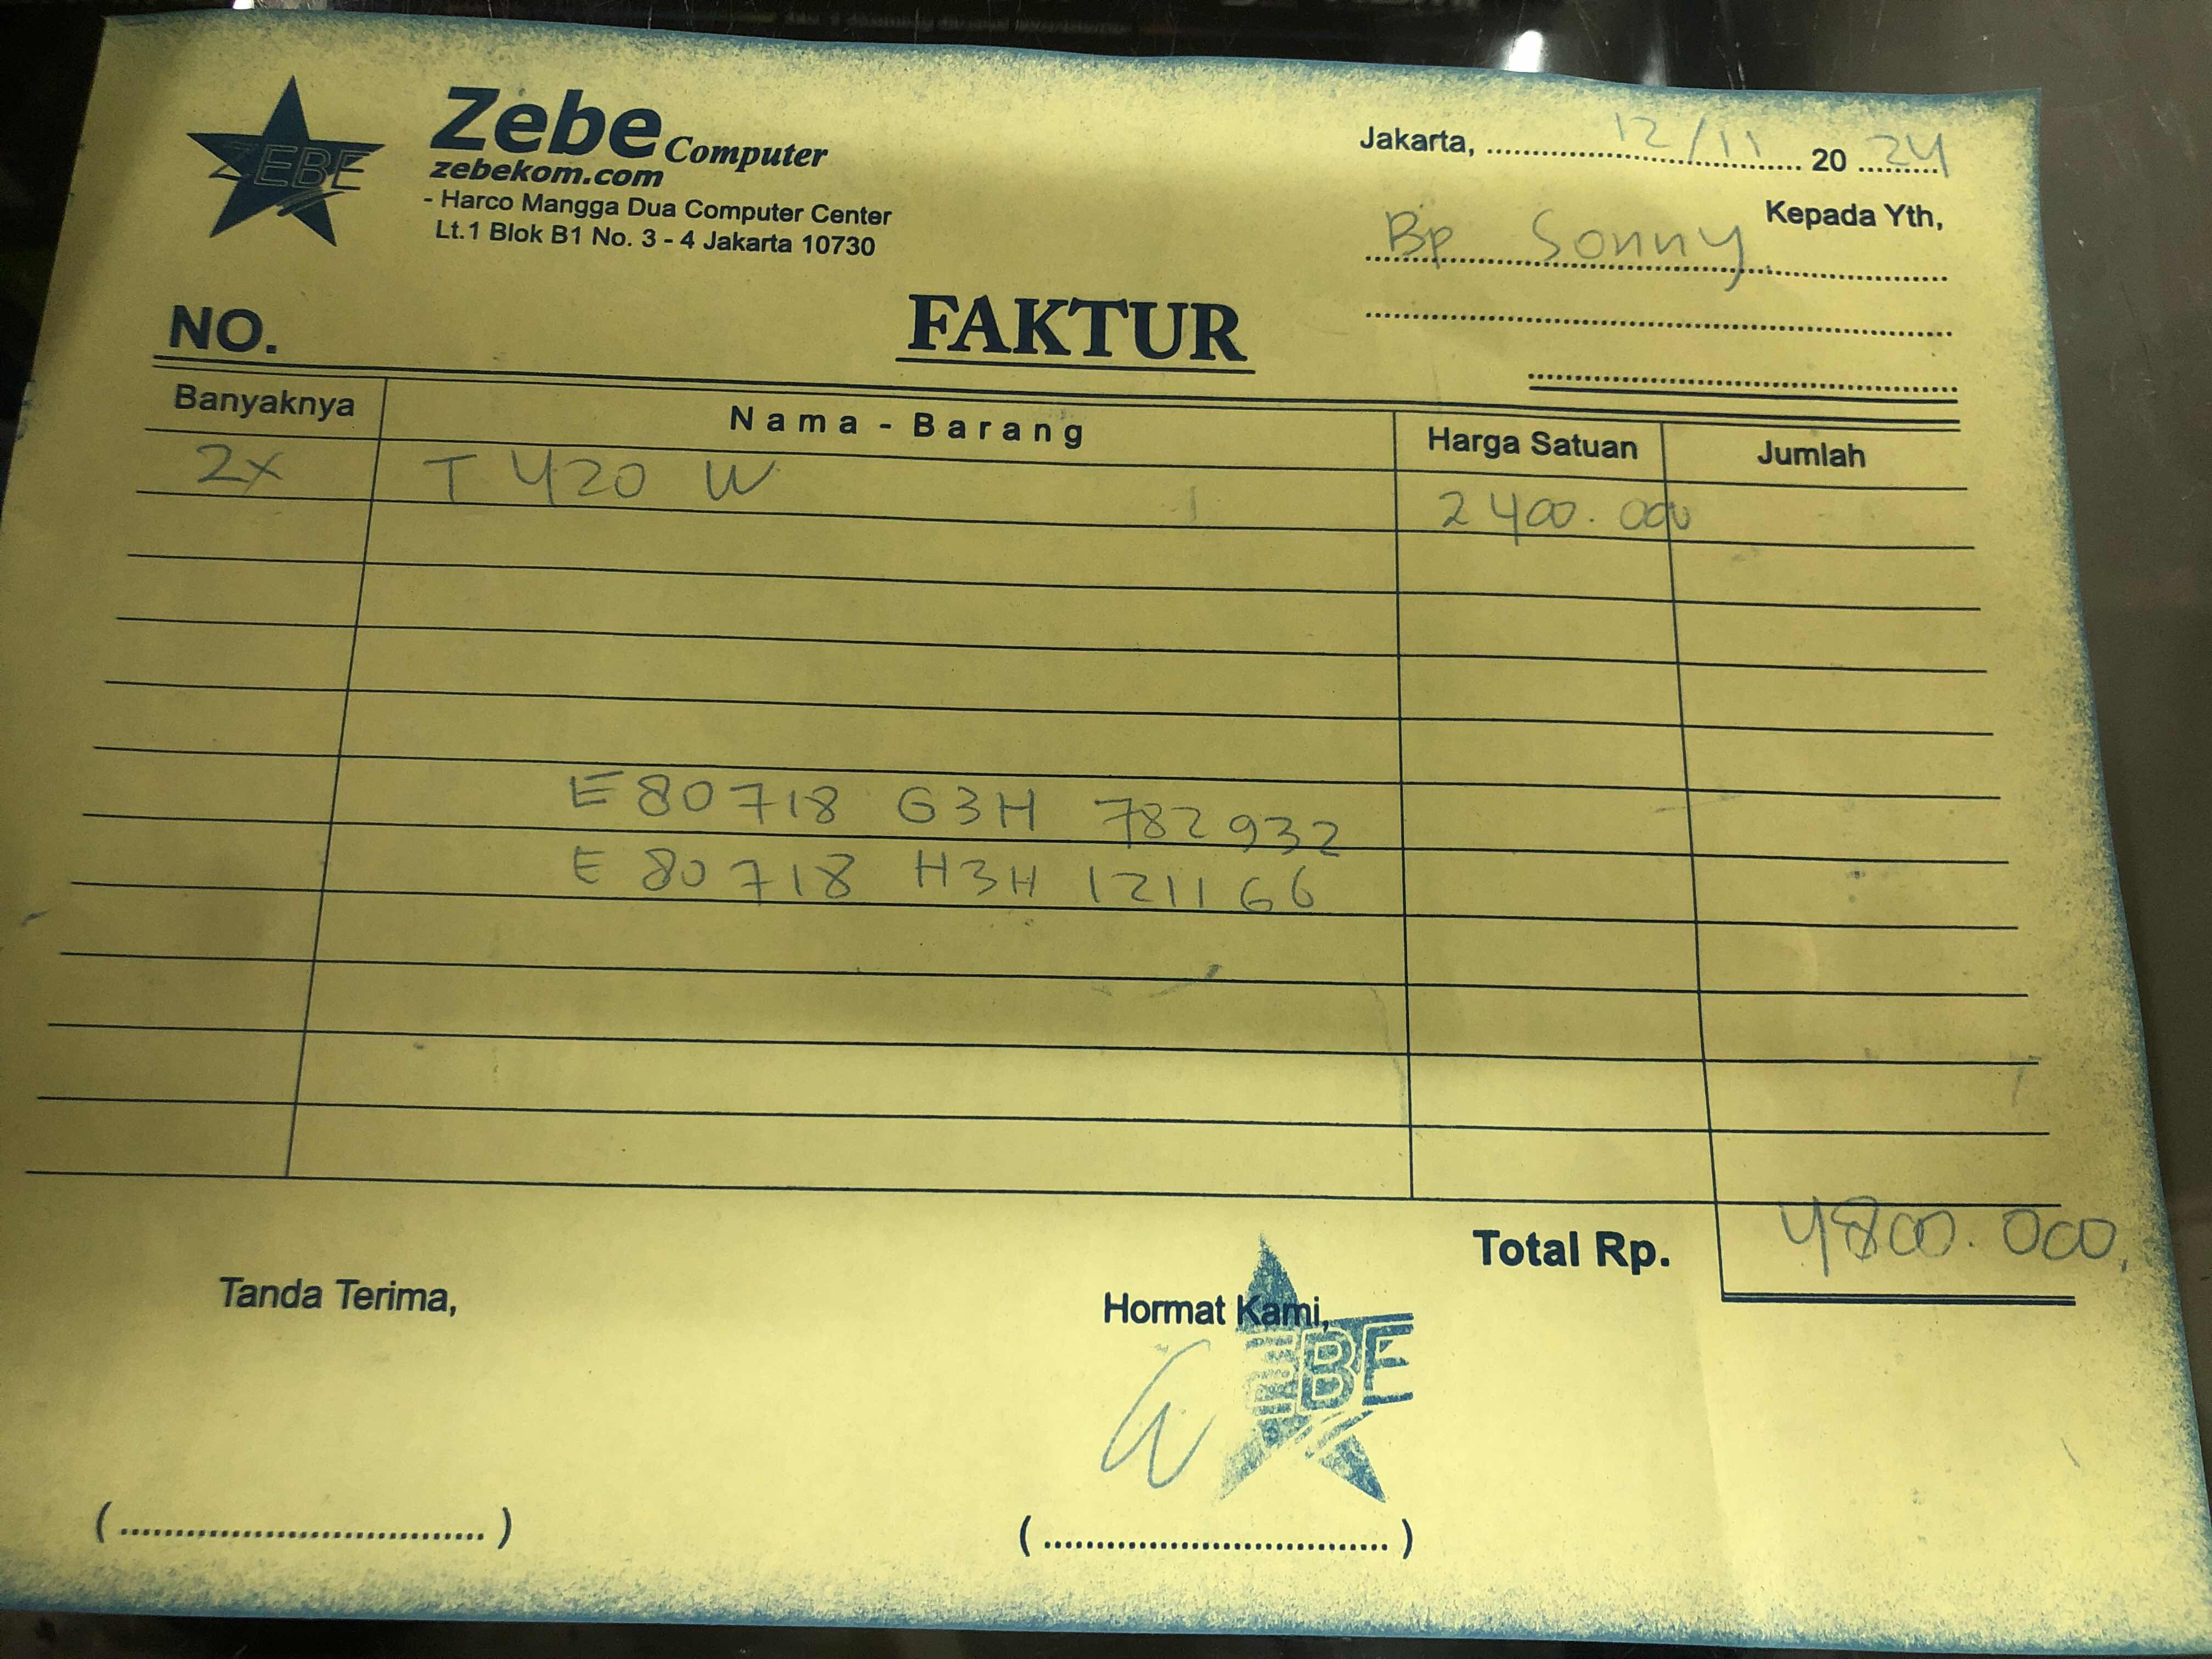 ZEBE
Zebe Computer
zebekom.com
- Harco Mangga Dua Computer Center
Lt.1 Blok B1 No. 3 - 4 Jakarta 10730
Jakarta, 12/11 20 24
Kepada Yth,
Bp Sonny
NO.
FAKTUR
Banyaknya Nama - Barang Harga Satuan Jumlah
2x T420 W 2400.000
E80718 G3H 782932
E80718 H3H 121166
Total Rp. 4800.000,
Tanda Terima,
Hormat Kami,
EBE
(..............................)
(..............................)